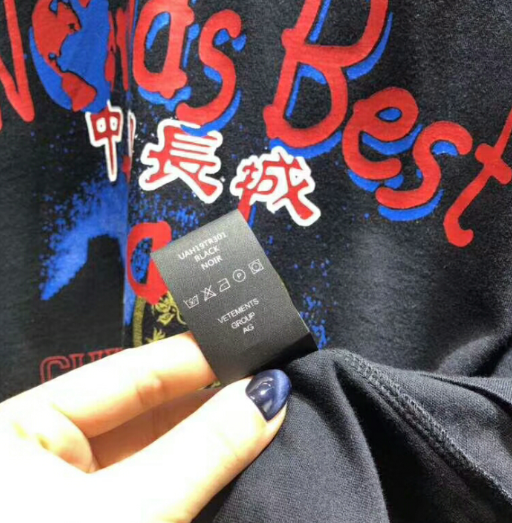 Worlds Best
中 長城
UAH19TR301
BLACK
NOIR
P
VETEMENTS
GROUP
AG